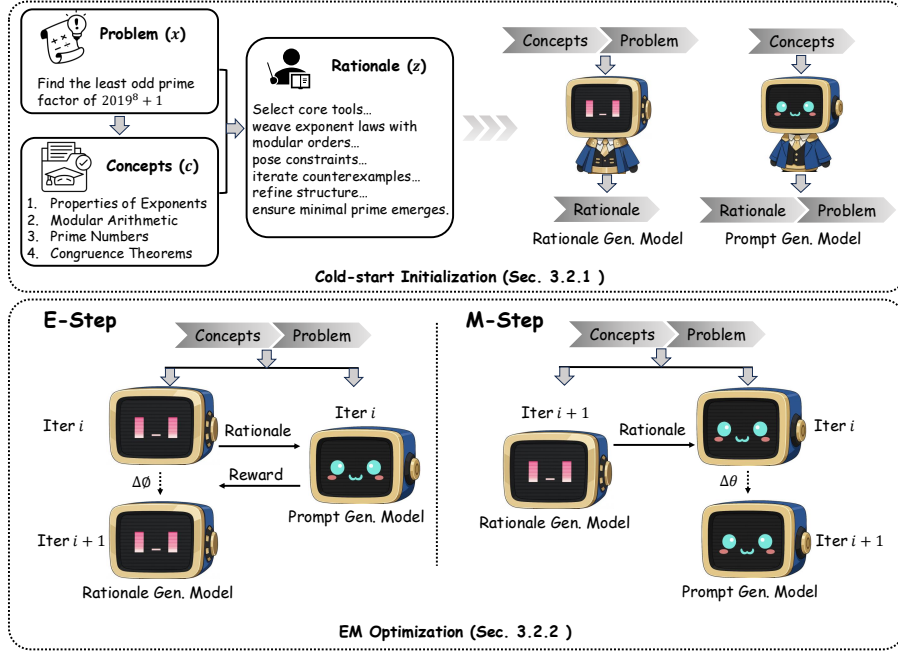 Problem (x)
Find the least odd prime
factor of 2019⁸ + 1
Concepts (c)
1. Properties of Exponents
2. Modular Arithmetic
3. Prime Numbers
4. Congruence Theorems
Rationale (z)
Select core tools…
weave exponent laws with
modular orders…
pose constraints…
iterate counterexamples…
refine structure…
ensure minimal prime emerges.
Concepts Problem
Rationale
Rationale Gen. Model
Concepts
Rationale Problem
Prompt Gen. Model
Cold-start Initialization (Sec. 3.2.1 )
E-Step
Concepts Problem
Iter i
Rationale
Reward
Iter i
Prompt Gen. Model
Δø
Iter i + 1
Rationale Gen. Model
M-Step
Concepts Problem
Iter i + 1
Rationale
Rationale Gen. Model
Iter i
Δθ
Iter i + 1
Prompt Gen. Model
EM Optimization (Sec. 3.2.2 )